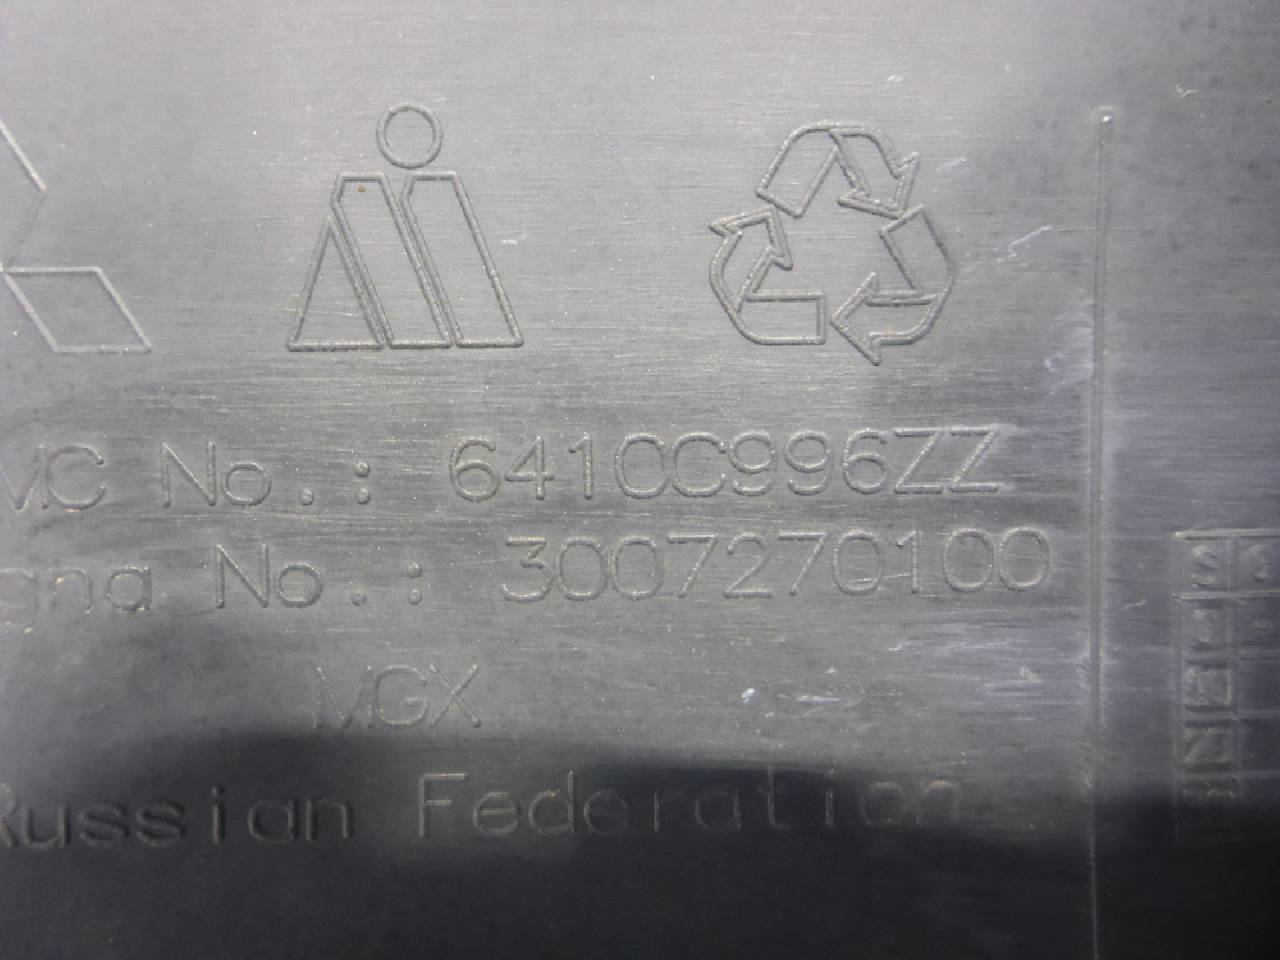 MC No.: 6410C996ZZ
gna No.: 3007270100
MGX
Russian Federation